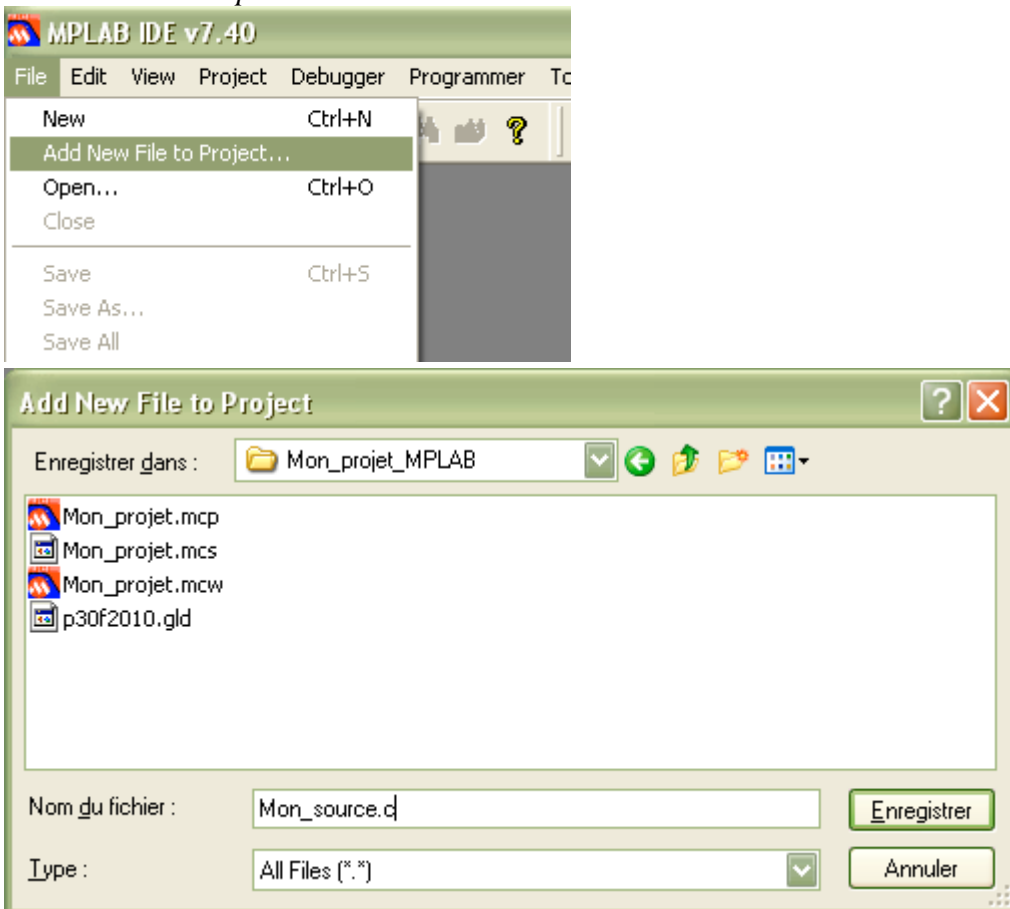 MPLAB IDE v7.40
File Edit View Project Debugger Programmer
New Ctrl+N
Add New File to Project...
Open... Ctrl+O
Close
Save Ctrl+S
Save As...
Save All
Add New File to Project
Enregistrer dans : Mon_projet_MPLAB
Mon_projet.mcp
Mon_projet.mcs
Mon_projet.mcw
p30f2010.gld
Nom du fichier : Mon_source.c Enregistrer
Type : All Files (*.*) Annuler